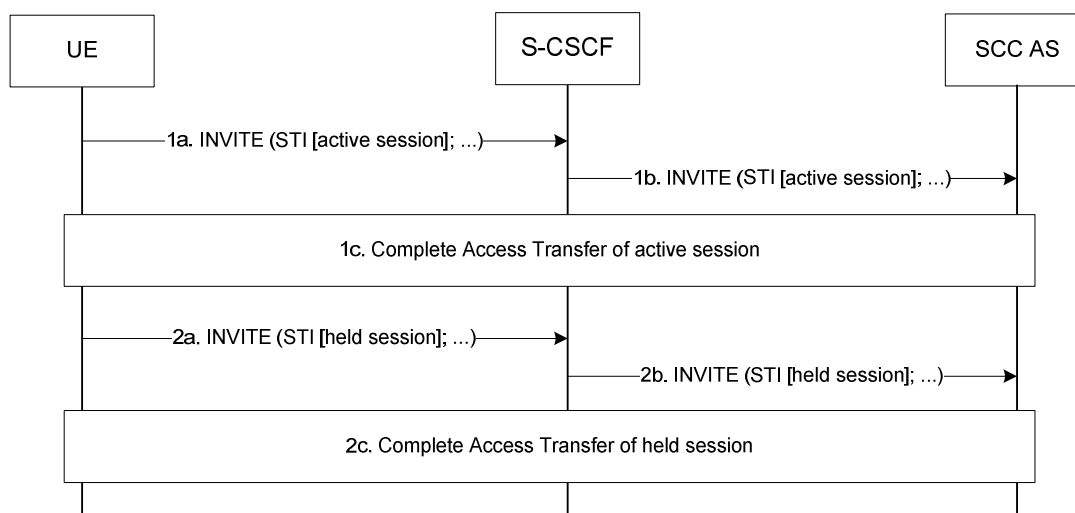 UE
S-CSCF
SCC AS
1a. INVITE (STI [active session]; ...)
1b. INVITE (STI [active session]; ...)
1c. Complete Access Transfer of active session
2a. INVITE (STI [held session]; ...)
2b. INVITE (STI [held session]; ...)
2c. Complete Access Transfer of held session